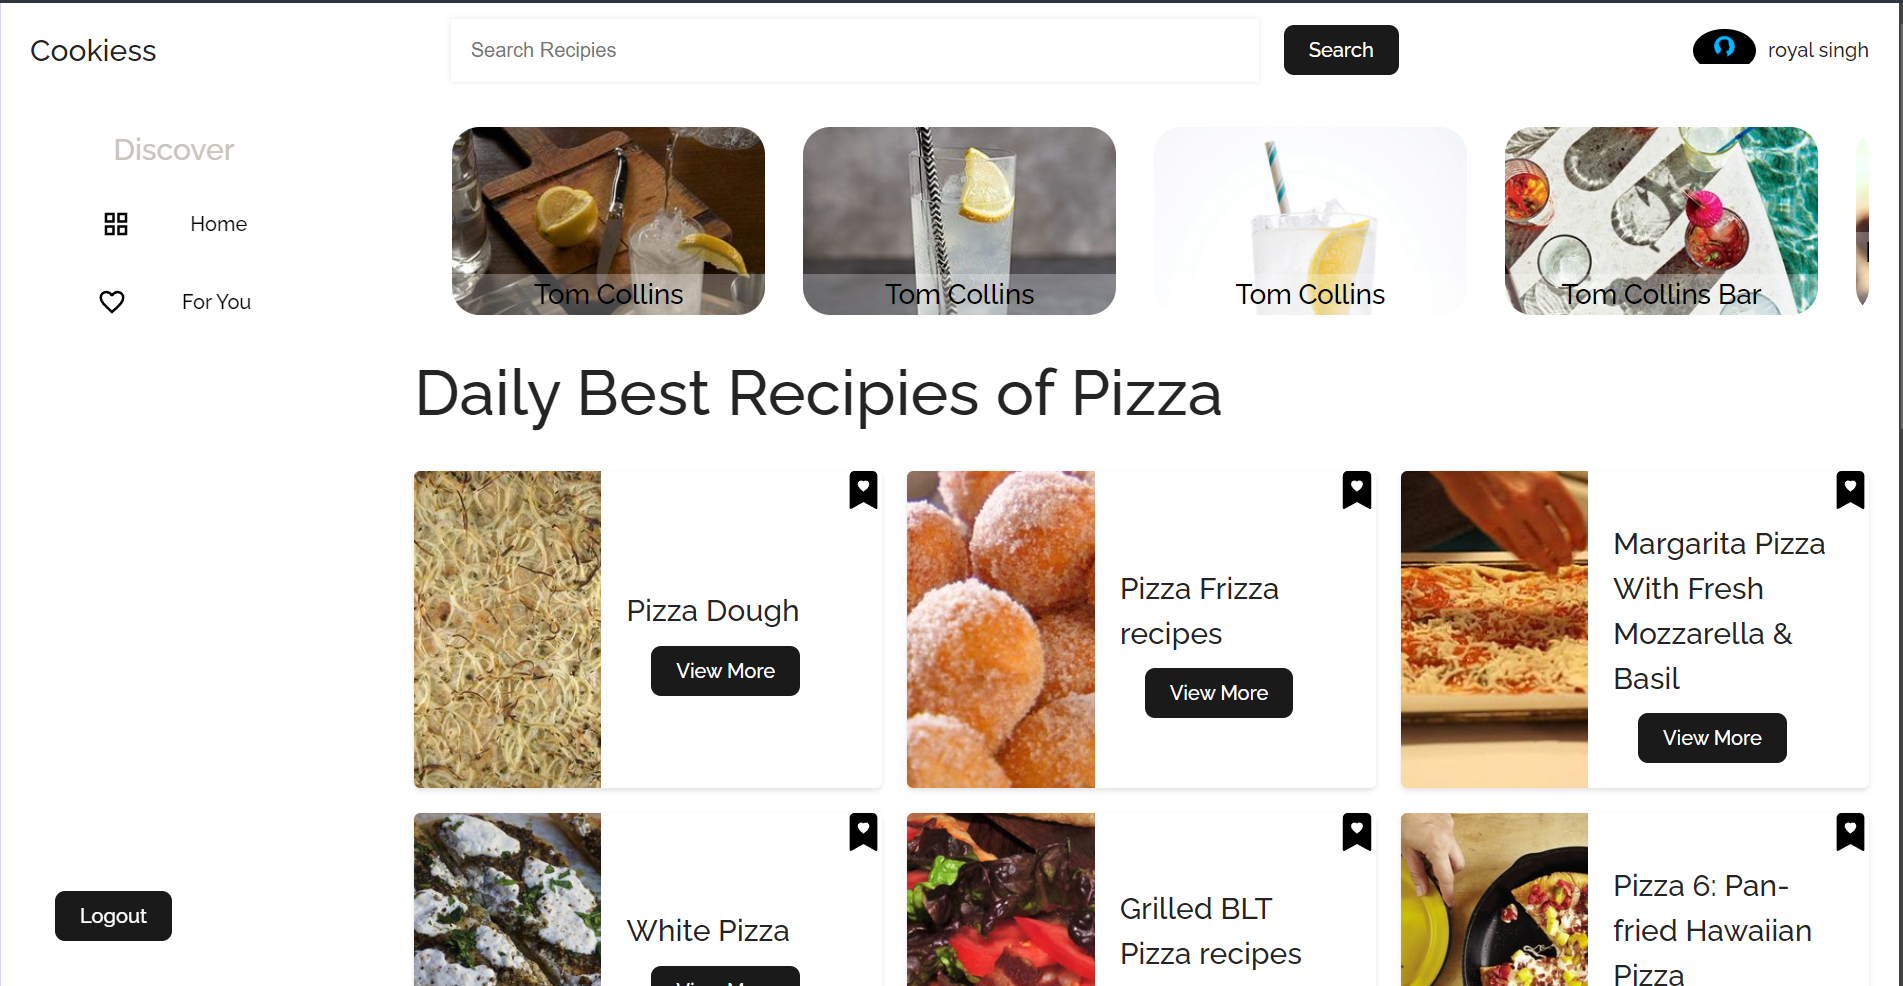 Cookiess
Search Recipies
Search
royal singh
Discover
Home
For You
Tom Collins
Tom Collins
Tom Collins
Tom Collins Bar
Daily Best Recipies of Pizza
Pizza Dough
View More
Pizza Frizza
recipes
View More
Margarita Pizza
With Fresh
Mozzarella &
Basil
View More
White Pizza
Grilled BLT
Pizza recipes
Pizza 6: Pan-
fried Hawaiian
Pizza
Logout